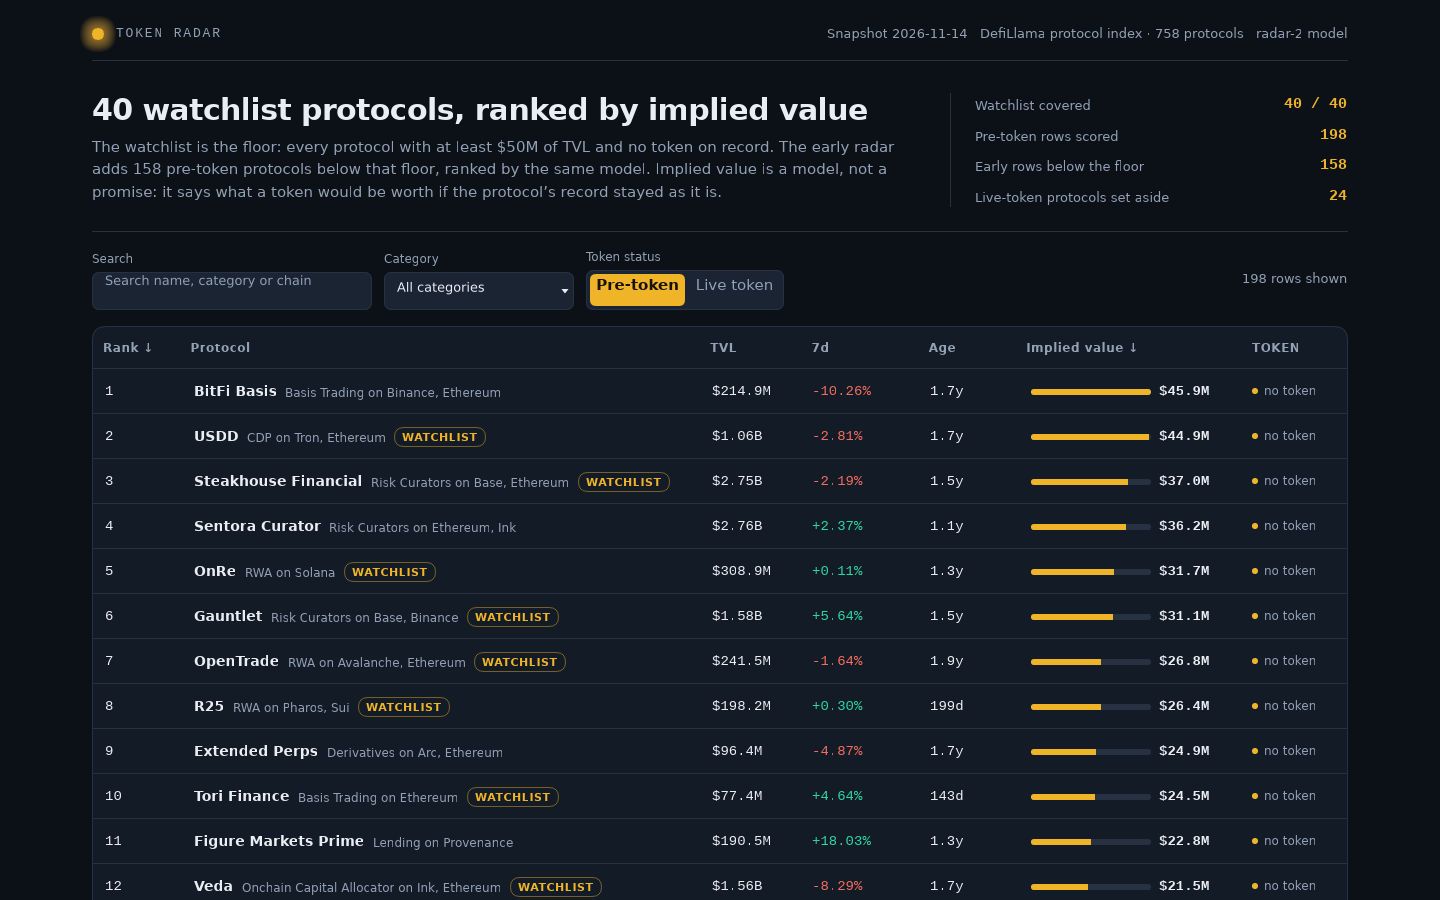 TOKEN RADAR
Snapshot 2026-11-14 DefiLlama protocol index · 758 protocols radar-2 model
40 watchlist protocols, ranked by implied value
The watchlist is the floor: every protocol with at least $50M of TVL and no token on record. The early radar
adds 158 pre-token protocols below that floor, ranked by the same model. Implied value is a model, not a
promise: it says what a token would be worth if the protocol’s record stayed as it is.
Watchlist covered 40 / 40
Pre-token rows scored 198
Early rows below the floor 158
Live-token protocols set aside 24
Search
Search name, category or chain
Category
All categories
Token status
Pre-token Live token
198 rows shown
Rank ↓ Protocol TVL 7d Age Implied value ↓ TOKEN
1 BitFi Basis Basis Trading on Binance, Ethereum $214.9M -10.26% 1.7y $45.9M no token
2 USDD CDP on Tron, Ethereum WATCHLIST $1.06B -2.81% 1.7y $44.9M no token
3 Steakhouse Financial Risk Curators on Base, Ethereum WATCHLIST $2.75B -2.19% 1.5y $37.0M no token
4 Sentora Curator Risk Curators on Ethereum, Ink $2.76B +2.37% 1.1y $36.2M no token
5 OnRe RWA on Solana WATCHLIST $308.9M +0.11% 1.3y $31.7M no token
6 Gauntlet Risk Curators on Base, Binance WATCHLIST $1.58B +5.64% 1.5y $31.1M no token
7 OpenTrade RWA on Avalanche, Ethereum WATCHLIST $241.5M -1.64% 1.9y $26.8M no token
8 R25 RWA on Pharos, Sui WATCHLIST $198.2M +0.30% 199d $26.4M no token
9 Extended Perps Derivatives on Arc, Ethereum $96.4M -4.87% 1.7y $24.9M no token
10 Tori Finance Basis Trading on Ethereum WATCHLIST $77.4M +4.64% 143d $24.5M no token
11 Figure Markets Prime Lending on Provenance $190.5M +18.03% 1.3y $22.8M no token
12 Veda Onchain Capital Allocator on Ink, Ethereum WATCHLIST $1.56B -8.29% 1.7y $21.5M no token